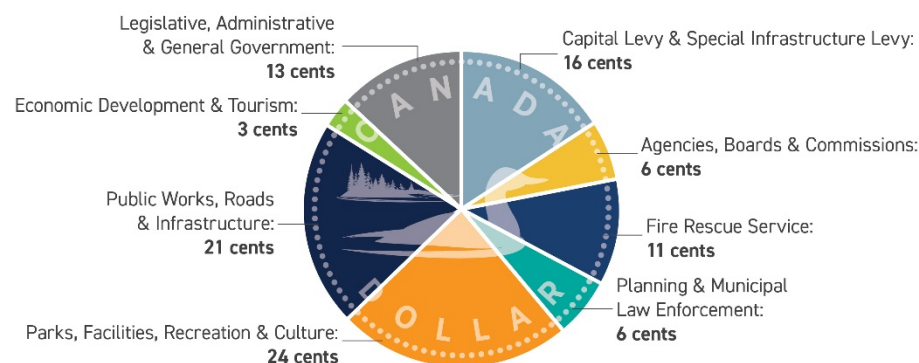 Legislative, Administrative
& General Government:
13 cents
Capital Levy & Special Infrastructure Levy:
16 cents
Economic Development & Tourism:
3 cents
Agencies, Boards & Commissions:
6 cents
Public Works, Roads
& Infrastructure:
21 cents
Fire Rescue Service:
11 cents
Planning & Municipal
Law Enforcement:
6 cents
Parks, Facilities, Recreation & Culture:
24 cents
CANADA
DOLLAR